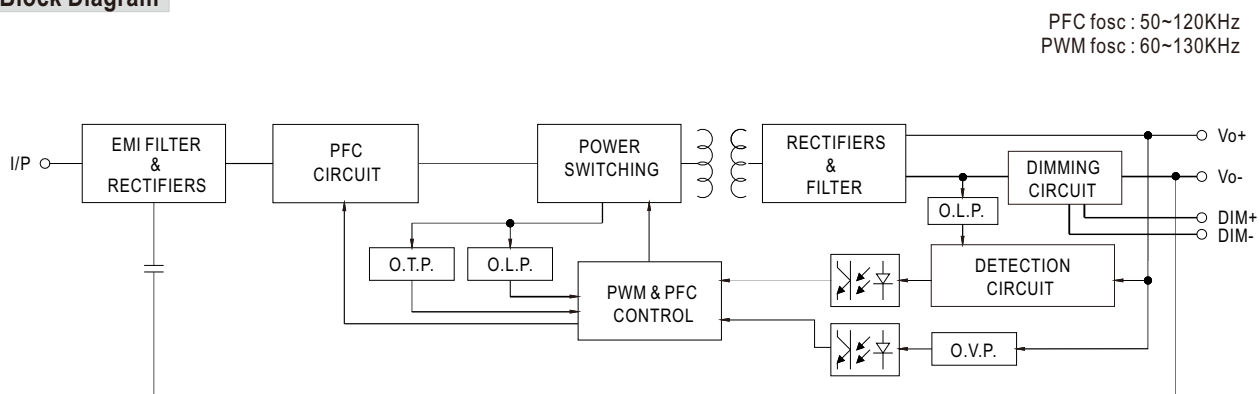 Block Diagram
PFC fosc : 50~120KHz
PWM fosc : 60~130KHz
I/P
EMI FILTER
&
RECTIFIERS
PFC
CIRCUIT
POWER
SWITCHING
RECTIFIERS
&
FILTER
DIMMING
CIRCUIT
Vo+
Vo-
DIM+
DIM-
O.L.P.
O.T.P.
O.L.P.
PWM & PFC
CONTROL
DETECTION
CIRCUIT
O.V.P.